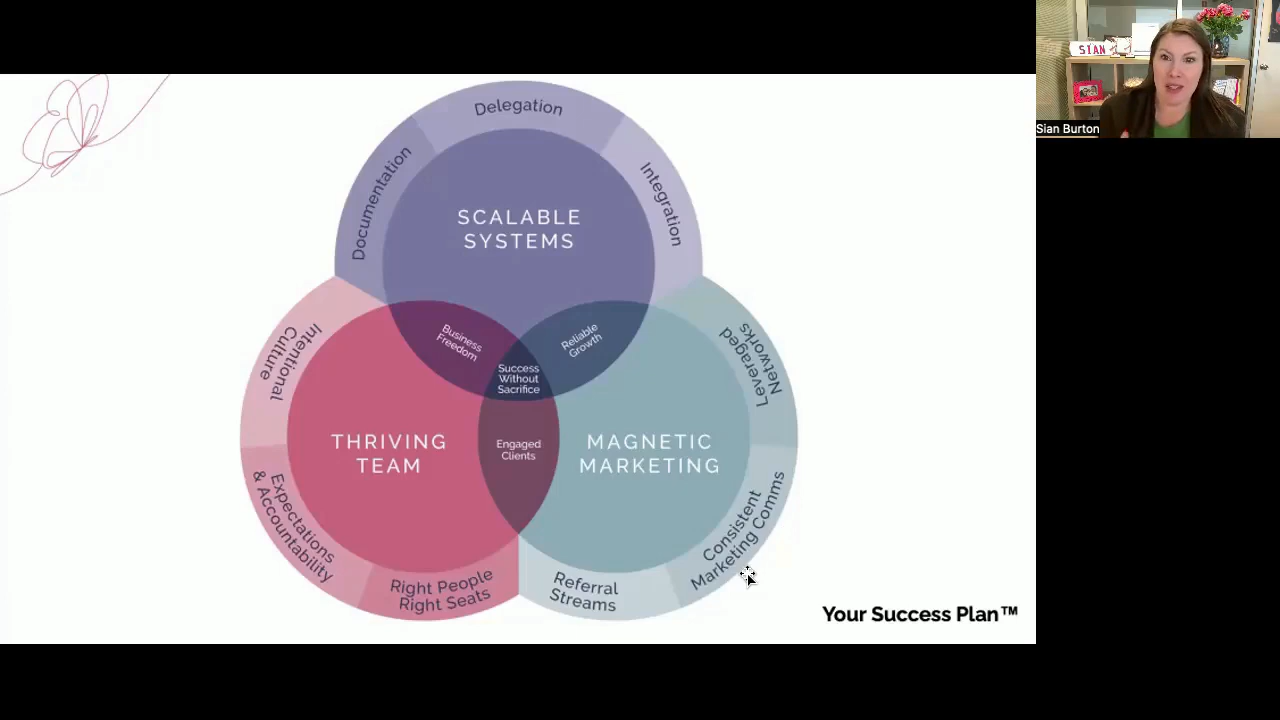 SIAN
Sian Burton
Delegation
Documentation
Integration
SCALABLE
SYSTEMS
Business
Freedom
Reliable
Growth
Success
Without
Sacrifice
Engaged
Clients
Intentional
Culture
THRIVING
TEAM
Expectations
& Accountability
Right People
Right Seats
Leveraged
Networks
MAGNETIC
MARKETING
Consistent
Marketing Comms
Referral
Streams
Your Success Plan™